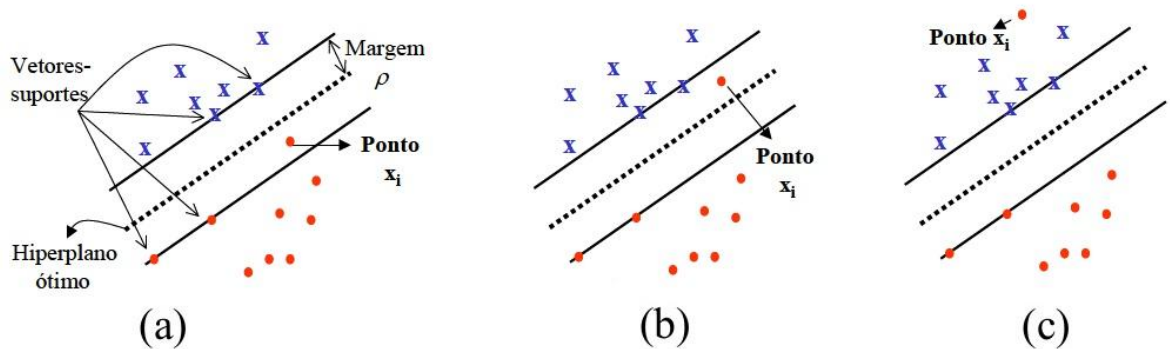 Vetores-
suportes
Margem
ρ
Ponto
xᵢ
Hiperplano
ótimo
(a)
Ponto
xᵢ
(b)
Ponto xᵢ
(c)